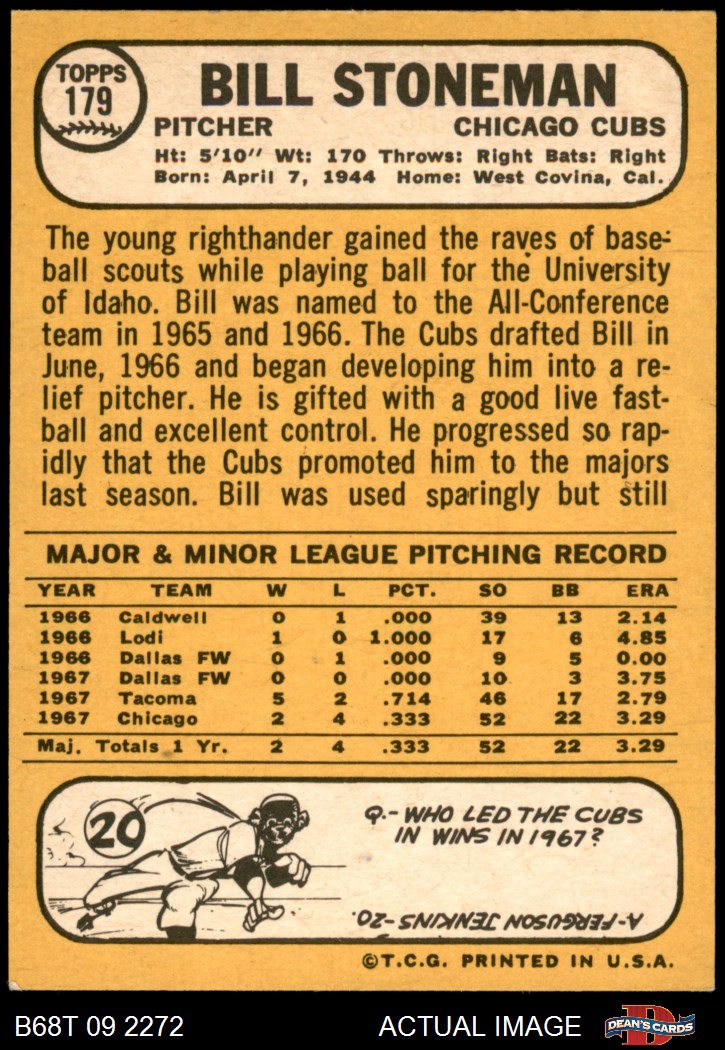 TOPPS
179
BILL STONEMAN
PITCHER CHICAGO CUBS
Ht: 5'10" Wt: 170 Throws: Right Bats: Right
Born: April 7, 1944 Home: West Covina, Cal.
The young righthander gained the raves of base-
ball scouts while playing ball for the University
of Idaho. Bill was named to the All-Conference
team in 1965 and 1966. The Cubs drafted Bill in
June, 1966 and began developing him into a re-
lief pitcher. He is gifted with a good live fast-
ball and excellent control. He progressed so rap-
idly that the Cubs promoted him to the majors
last season. Bill was used sparingly but still
MAJOR & MINOR LEAGUE PITCHING RECORD
YEAR TEAM W L PCT. SO BB ERA
1966 Caldwell 0 1 .000 39 13 2.14
1966 Lodi 1 0 1.000 17 6 4.85
1966 Dallas FW 0 1 .000 9 5 0.00
1967 Dallas FW 0 0 .000 10 3 3.75
1967 Tacoma 5 2 .714 46 17 2.79
1967 Chicago 2 4 .333 52 22 3.29
Maj. Totals 1 Yr. 2 4 .333 52 22 3.29
20
Q.- WHO LED THE CUBS
IN WINS IN 1967?
A-FERGUSON JENKINS-20.
©T.C.G. PRINTED IN U.S.A.
B68T 09 2272 ACTUAL IMAGE
D
DEAN'S CARDS